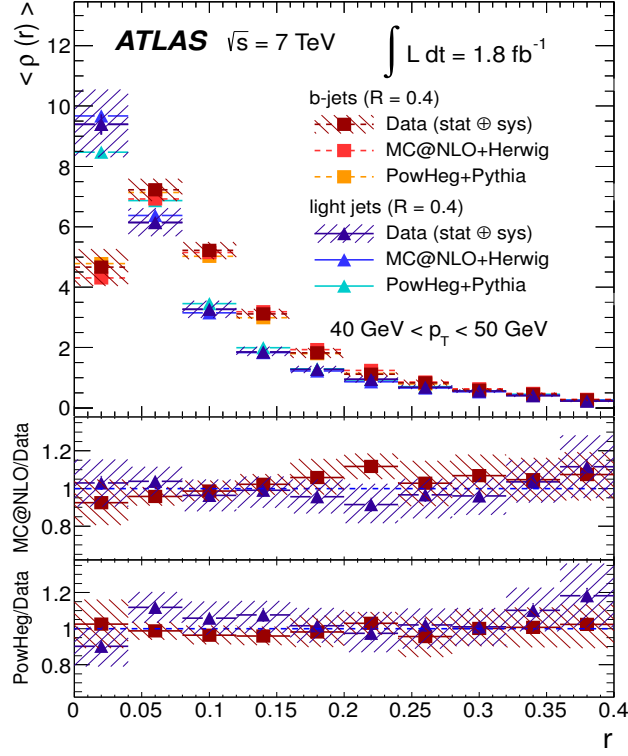 < ρ (r) >
ATLAS √s = 7 TeV ∫ L dt = 1.8 fb⁻¹
b-jets (R = 0.4)
Data (stat ⊕ sys)
MC@NLO+Herwig
PowHeg+Pythia
light jets (R = 0.4)
Data (stat ⊕ sys)
MC@NLO+Herwig
PowHeg+Pythia
40 GeV < p_T < 50 GeV
12
10
8
6
4
2
0
MC@NLO/Data
1.2
1
0.8
PowHeg/Data
1.2
1
0.8
0 0.05 0.1 0.15 0.2 0.25 0.3 0.35 0.4
r